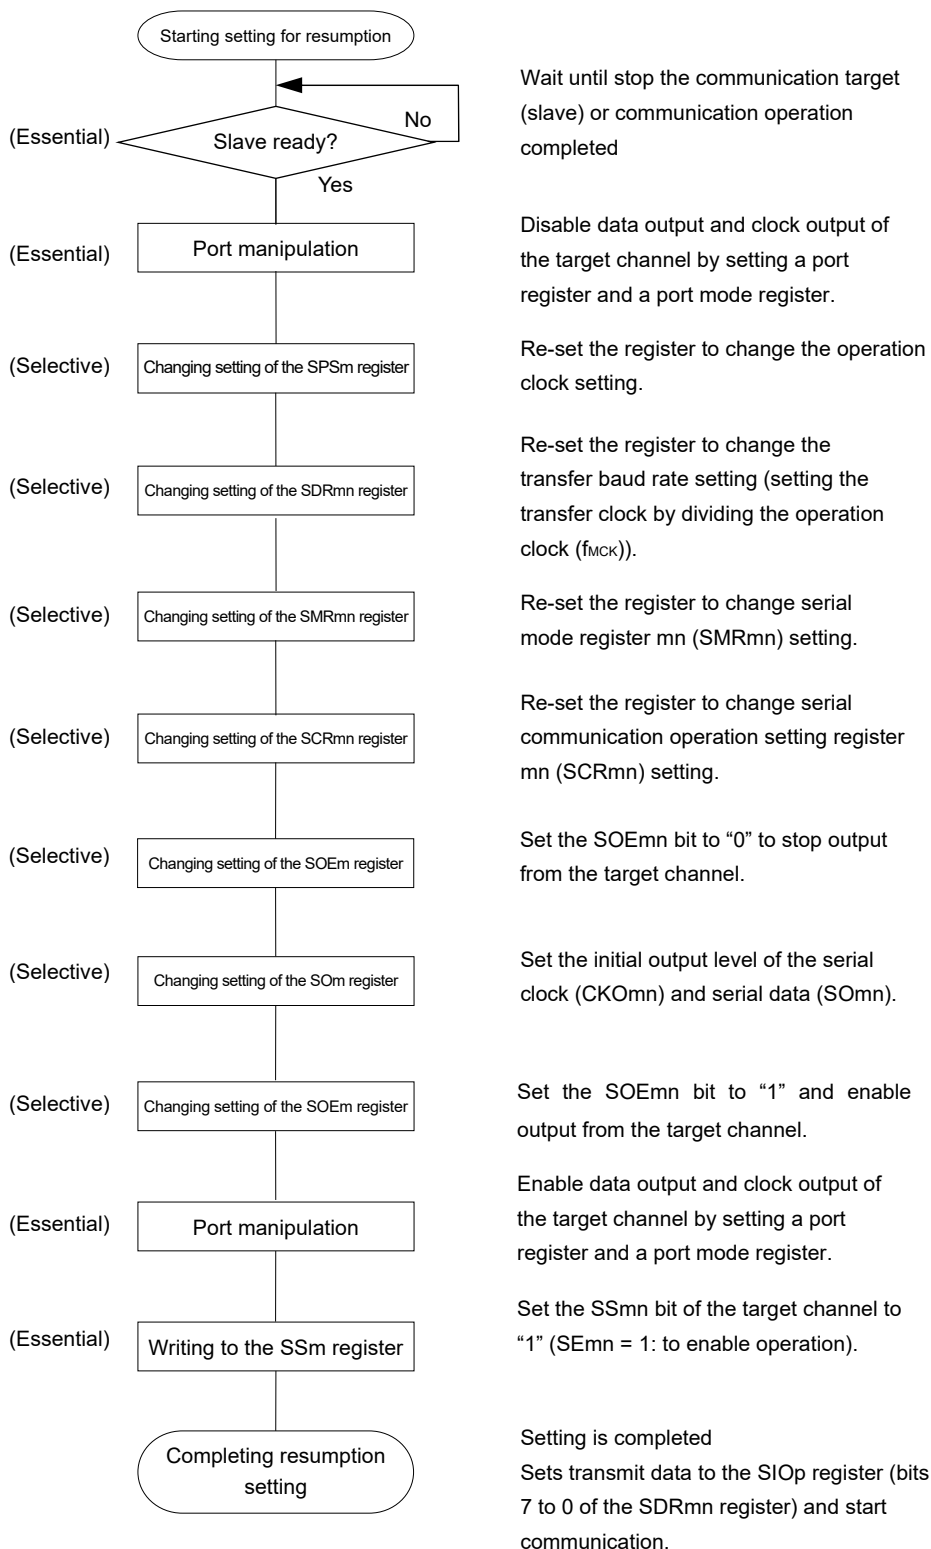 Starting setting for resumption
Wait until stop the communication target
(slave) or communication operation
completed
(Essential)
Slave ready?
No
Yes
(Essential)
Port manipulation
Disable data output and clock output of
the target channel by setting a port
register and a port mode register.
(Selective)
Changing setting of the SPSm register
Re-set the register to change the operation
clock setting.
(Selective)
Changing setting of the SDRmn register
Re-set the register to change the
transfer baud rate setting (setting the
transfer clock by dividing the operation
clock (fMCK)).
(Selective)
Changing setting of the SMRmn register
Re-set the register to change serial
mode register mn (SMRmn) setting.
(Selective)
Changing setting of the SCRmn register
Re-set the register to change serial
communication operation setting register
mn (SCRmn) setting.
(Selective)
Changing setting of the SOEm register
Set the SOEmn bit to “0” to stop output
from the target channel.
(Selective)
Changing setting of the SOm register
Set the initial output level of the serial
clock (CKOmn) and serial data (SOmn).
(Selective)
Changing setting of the SOEm register
Set the SOEmn bit to “1” and enable
output from the target channel.
(Essential)
Port manipulation
Enable data output and clock output of
the target channel by setting a port
register and a port mode register.
(Essential)
Writing to the SSm register
Set the SSmn bit of the target channel to
“1” (SEmn = 1: to enable operation).
Completing resumption
setting
Setting is completed
Sets transmit data to the SIOp register (bits
7 to 0 of the SDRmn register) and start
communication.